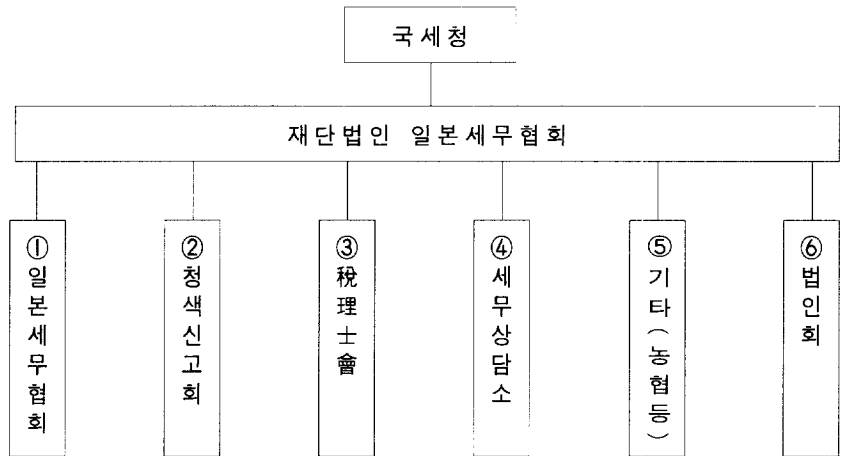 국세청
재단법인 일본세무협회
①일본세무협회
②청색신고회
③稅理士會
④세무상담소
⑤기타(농협등)
⑥법인회